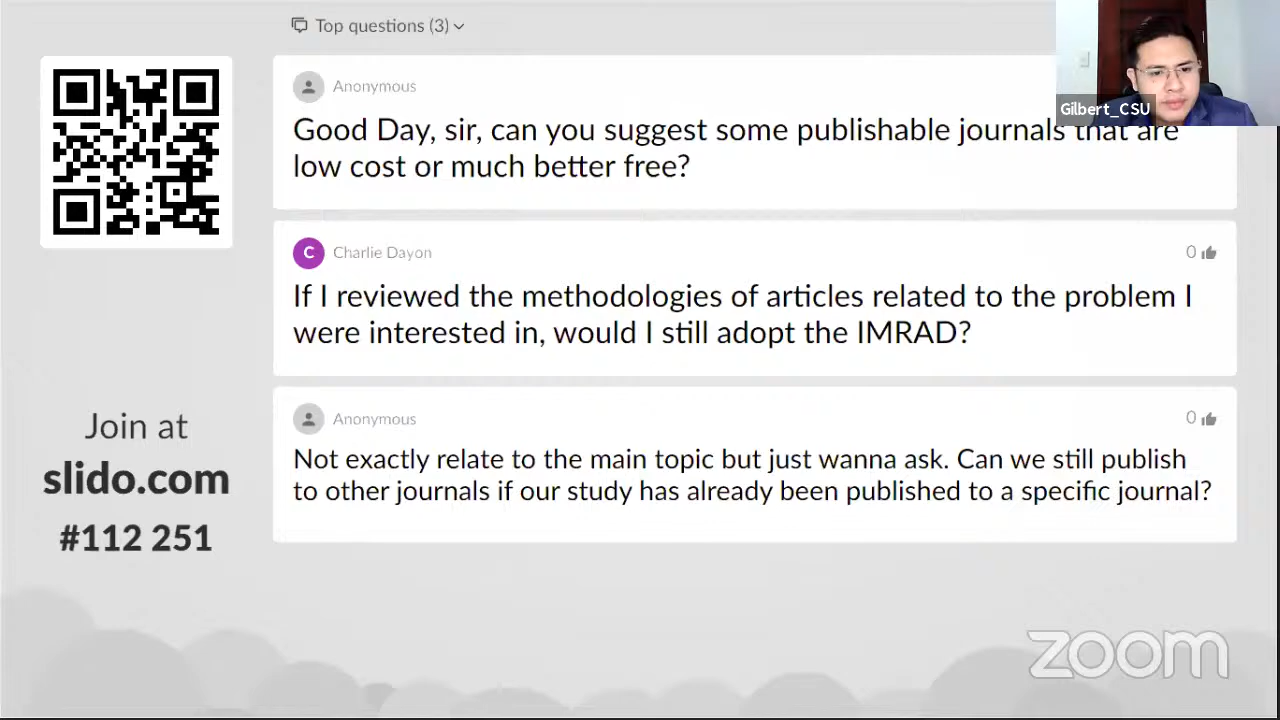 Top questions (3)
Anonymous
Good Day, sir, can you suggest some publishable journals that are
low cost or much better free?
Gilbert_CSU
C
Charlie Dayon
0
If I reviewed the methodologies of articles related to the problem I
were interested in, would I still adopt the IMRAD?
Anonymous
0
Not exactly relate to the main topic but just wanna ask. Can we still publish
to other journals if our study has already been published to a specific journal?
Join at
slido.com
#112 251
zoom